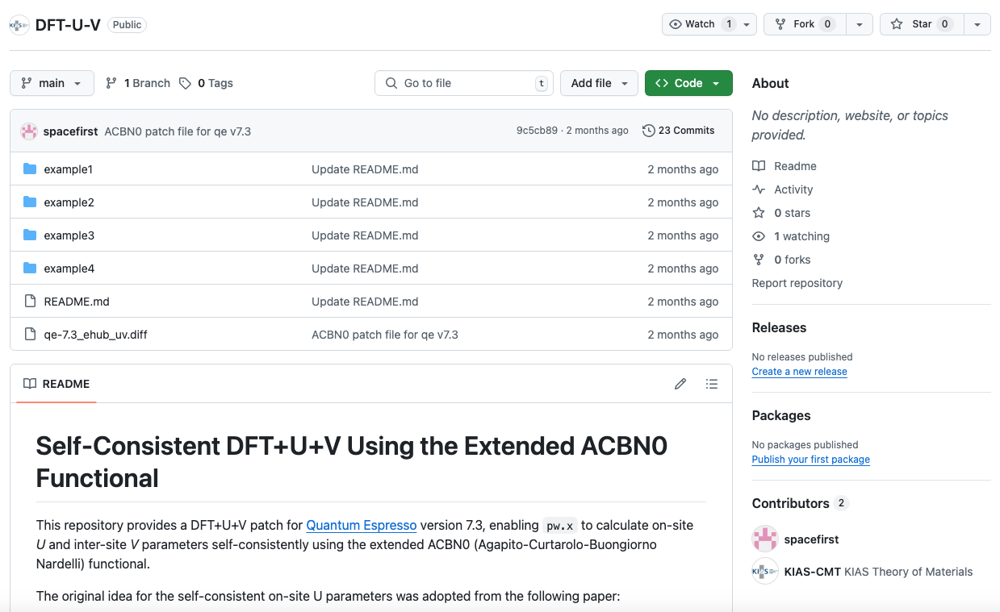 DFT-U-V Public Watch 1 Fork 0 Star 0
main 1 Branch 0 Tags Go to file t Add file Code
spacefirst ACBN0 patch file for qe v7.3 9c5cb89 · 2 months ago 23 Commits
example1 Update README.md 2 months ago
example2 Update README.md 2 months ago
example3 Update README.md 2 months ago
example4 Update README.md 2 months ago
README.md Update README.md 2 months ago
qe-7.3_ehub_uv.diff ACBN0 patch file for qe v7.3 2 months ago
README
Self-Consistent DFT+U+V Using the Extended ACBN0
Functional
This repository provides a DFT+U+V patch for Quantum Espresso version 7.3, enabling pw.x to calculate on-site
U and inter-site V parameters self-consistently using the extended ACBN0 (Agapito-Curtarolo-Buongiorno
Nardelli) functional.
The original idea for the self-consistent on-site U parameters was adopted from the following paper:
About
No description, website, or topics
provided.
Readme
Activity
0 stars
1 watching
0 forks
Report repository
Releases
No releases published
Create a new release
Packages
No packages published
Publish your first package
Contributors 2
spacefirst
KIAS KIAS-CMT KIAS Theory of Materials